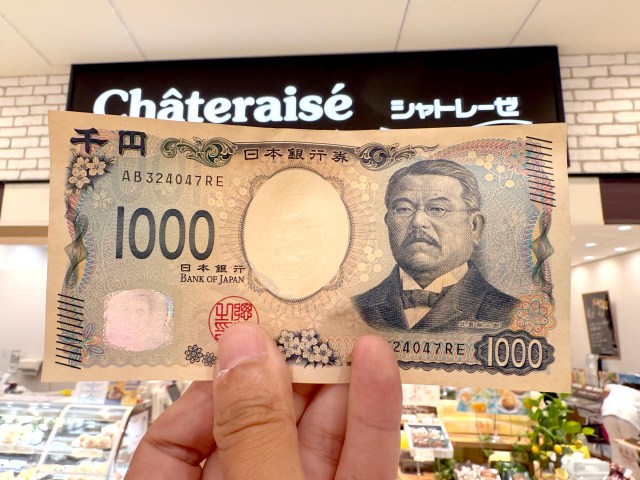 Châteraisé シャトレーゼ
千円
日本銀行券
AB324047RE
1000
日本銀行
BANK OF JAPAN
24047RE
1000